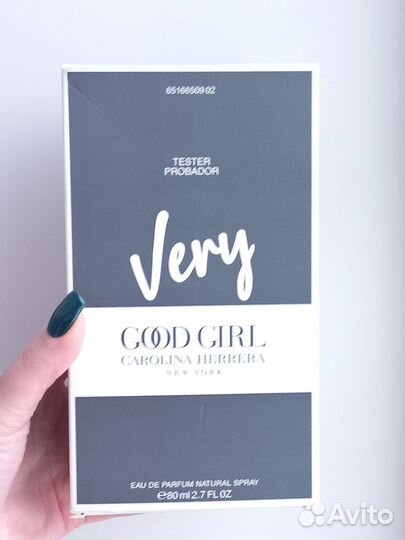 6516650902
TESTER
PROBADOR
Very
GOOD GIRL
CAROLINA HERRERA
NEW YORK
EAU DE PARFUM NATURAL SPRAY
℮80 ml 2.7 FL OZ
Avito